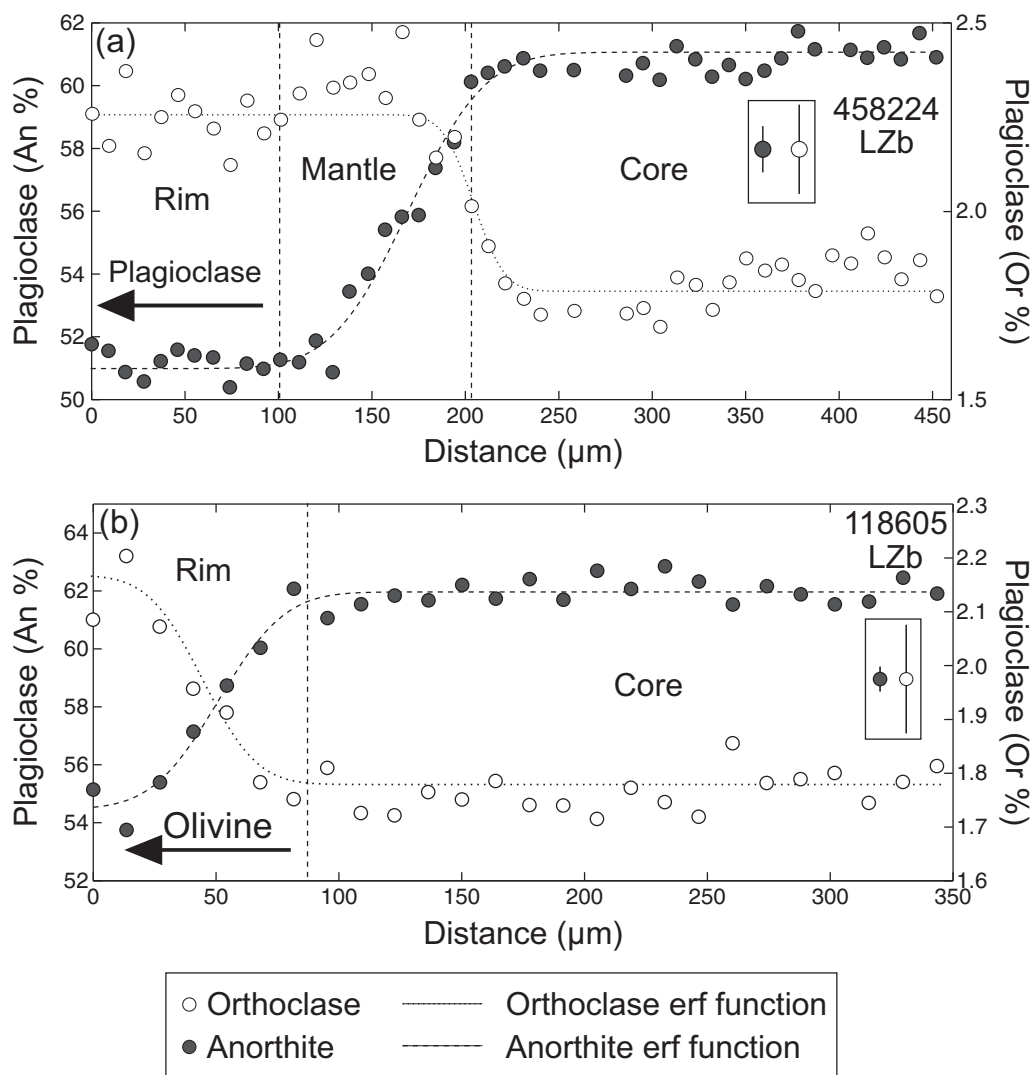 (a)
458224
LZb
Rim
Mantle
Core
Plagioclase
Plagioclase (An %)
62
60
58
56
54
52
50
Plagioclase (Or %)
2.5
2.0
1.5
0 50 100 150 200 250 300 350 400 450
Distance (µm)
(b)
118605
LZb
Rim
Core
Olivine
Plagioclase (An %)
64
62
60
58
56
54
52
Plagioclase (Or %)
2.3
2.2
2.1
2.0
1.9
1.8
1.7
1.6
0 50 100 150 200 250 300 350
Distance (µm)
Orthoclase Orthoclase erf function
Anorthite Anorthite erf function